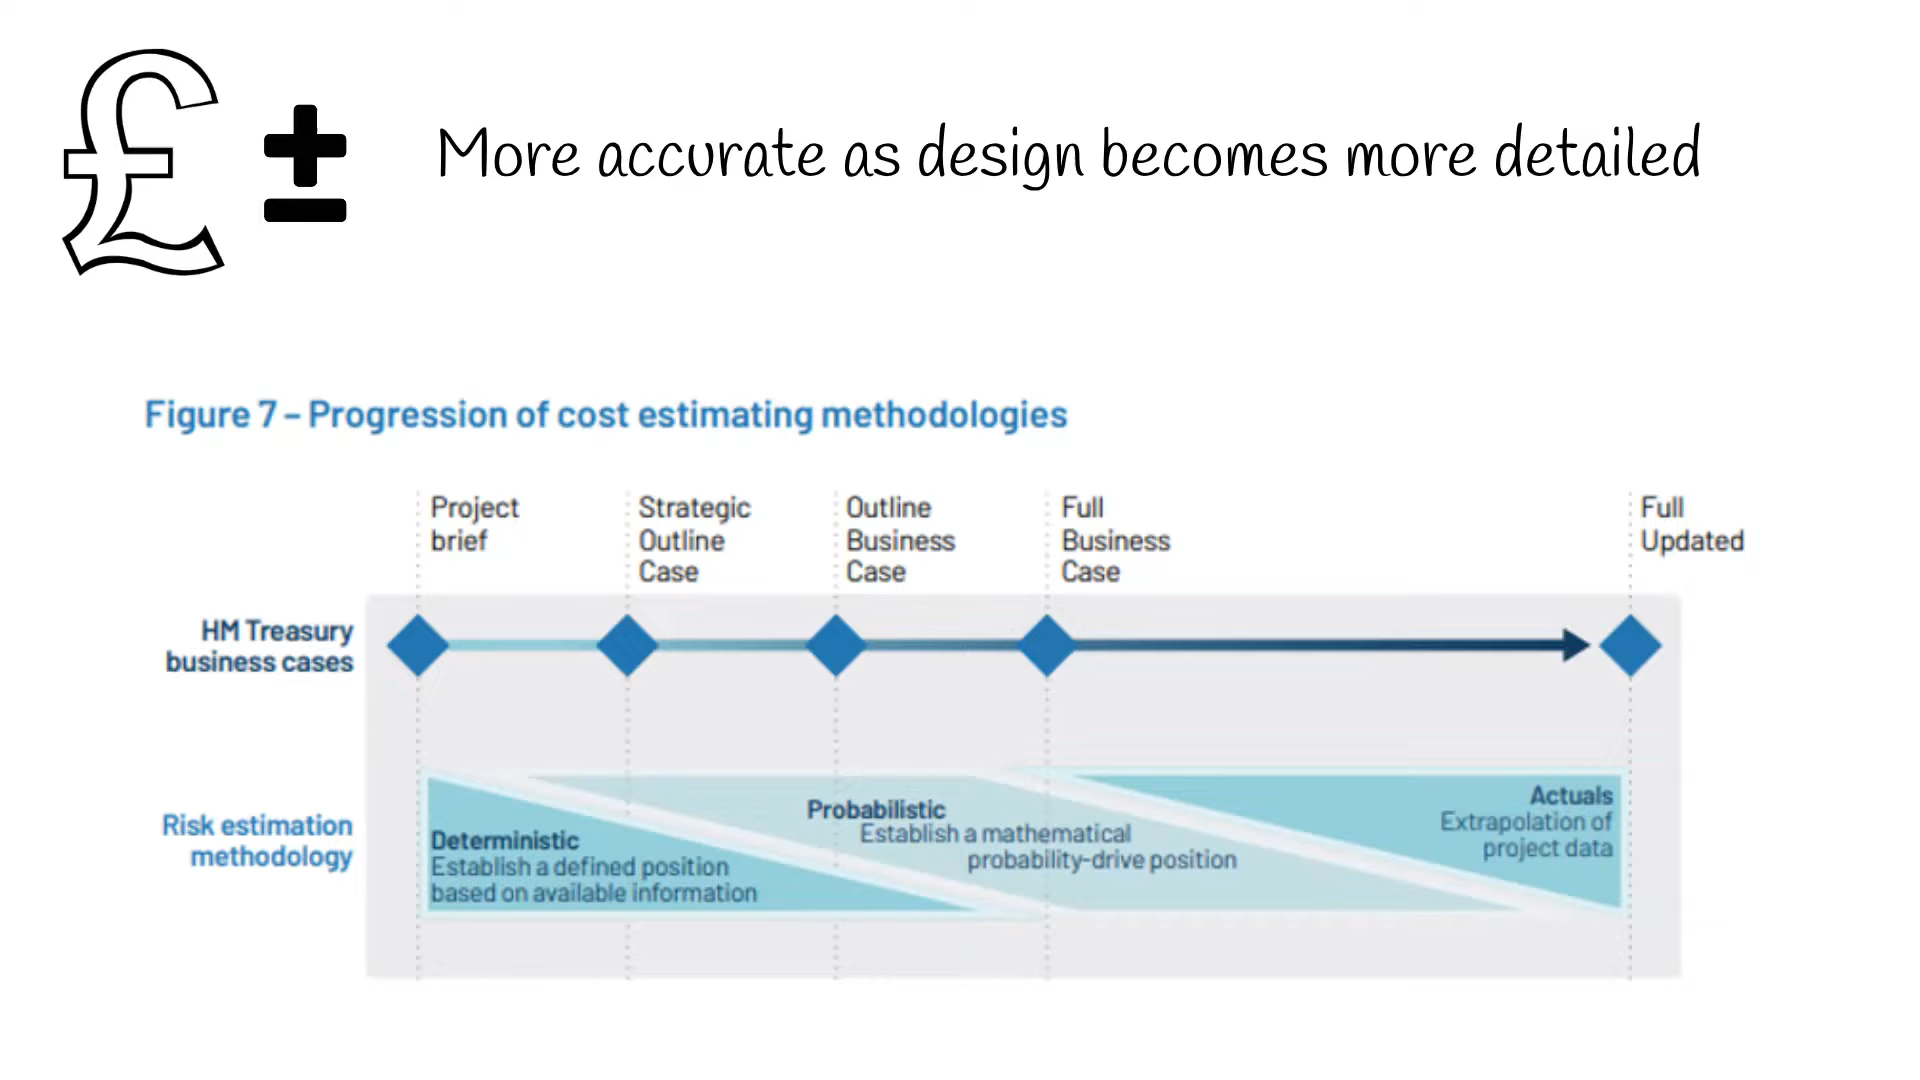 £ ± More accurate as design becomes more detailed
Figure 7 – Progression of cost estimating methodologies
Project
brief
Strategic
Outline
Case
Outline
Business
Case
Full
Business
Case
Full
Updated
HM Treasury
business cases
Risk estimation
methodology
Deterministic
Establish a defined position
based on available information
Probabilistic
Establish a mathematical
probability-drive position
Actuals
Extrapolation of
project data